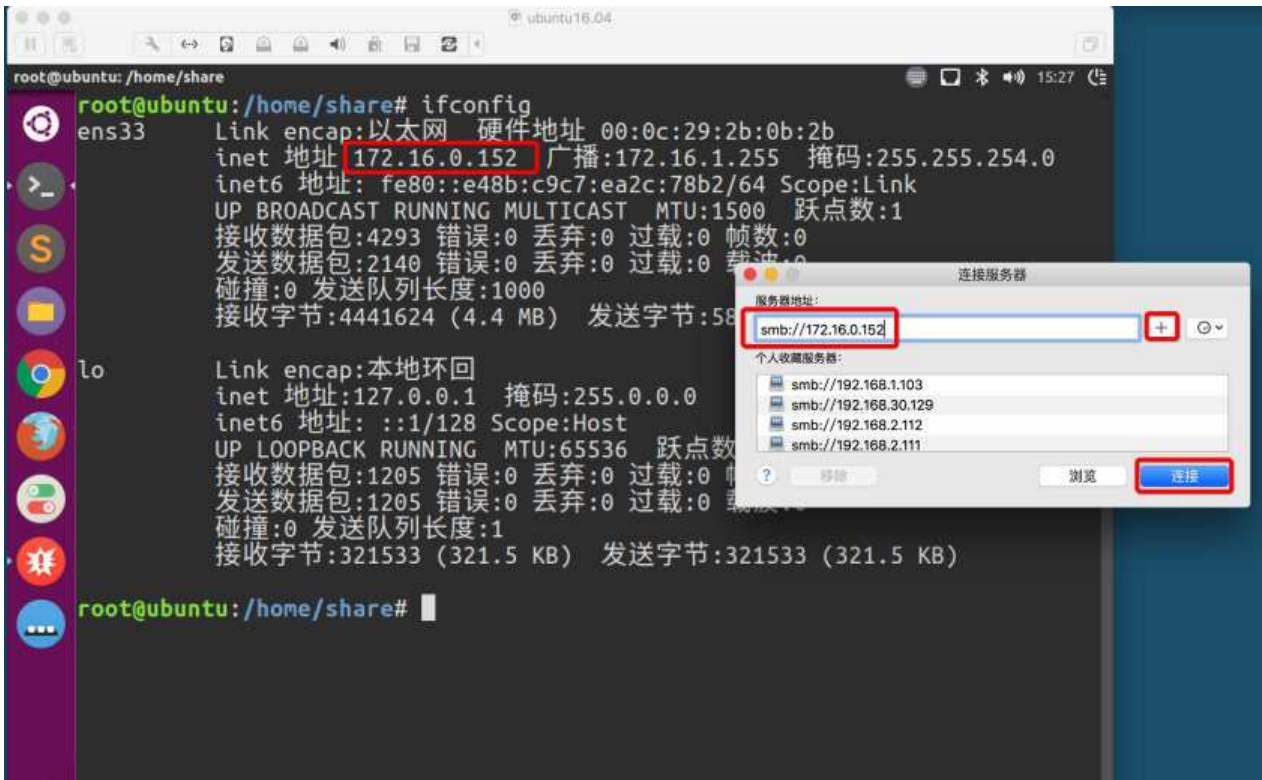 ubuntu16.04
root@ubuntu: /home/share
15:27
root@ubuntu:/home/share# ifconfig
ens33 Link encap:以太网 硬件地址 00:0c:29:2b:0b:2b
inet 地址 172.16.0.152 广播:172.16.1.255 掩码:255.255.254.0
inet6 地址: fe80::e48b:c9c7:ea2c:78b2/64 Scope:Link
UP BROADCAST RUNNING MULTICAST MTU:1500 跃点数:1
接收数据包:4293 错误:0 丢弃:0 过载:0 帧数:0
发送数据包:2140 错误:0 丢弃:0 过载:0 载波:0
碰撞:0 发送队列长度:1000
接收字节:4441624 (4.4 MB) 发送字节:58
lo Link encap:本地环回
inet 地址:127.0.0.1 掩码:255.0.0.0
inet6 地址: ::1/128 Scope:Host
UP LOOPBACK RUNNING MTU:65536 跃点数
接收数据包:1205 错误:0 丢弃:0 过载:0
发送数据包:1205 错误:0 丢弃:0 过载:0 载波:0
碰撞:0 发送队列长度:1
接收字节:321533 (321.5 KB) 发送字节:321533 (321.5 KB)
root@ubuntu:/home/share#
连接服务器
服务器地址:
smb://172.16.0.152
个人收藏服务器:
smb://192.168.1.103
smb://192.168.30.129
smb://192.168.2.112
smb://192.168.2.111
? 移除 浏览 连接